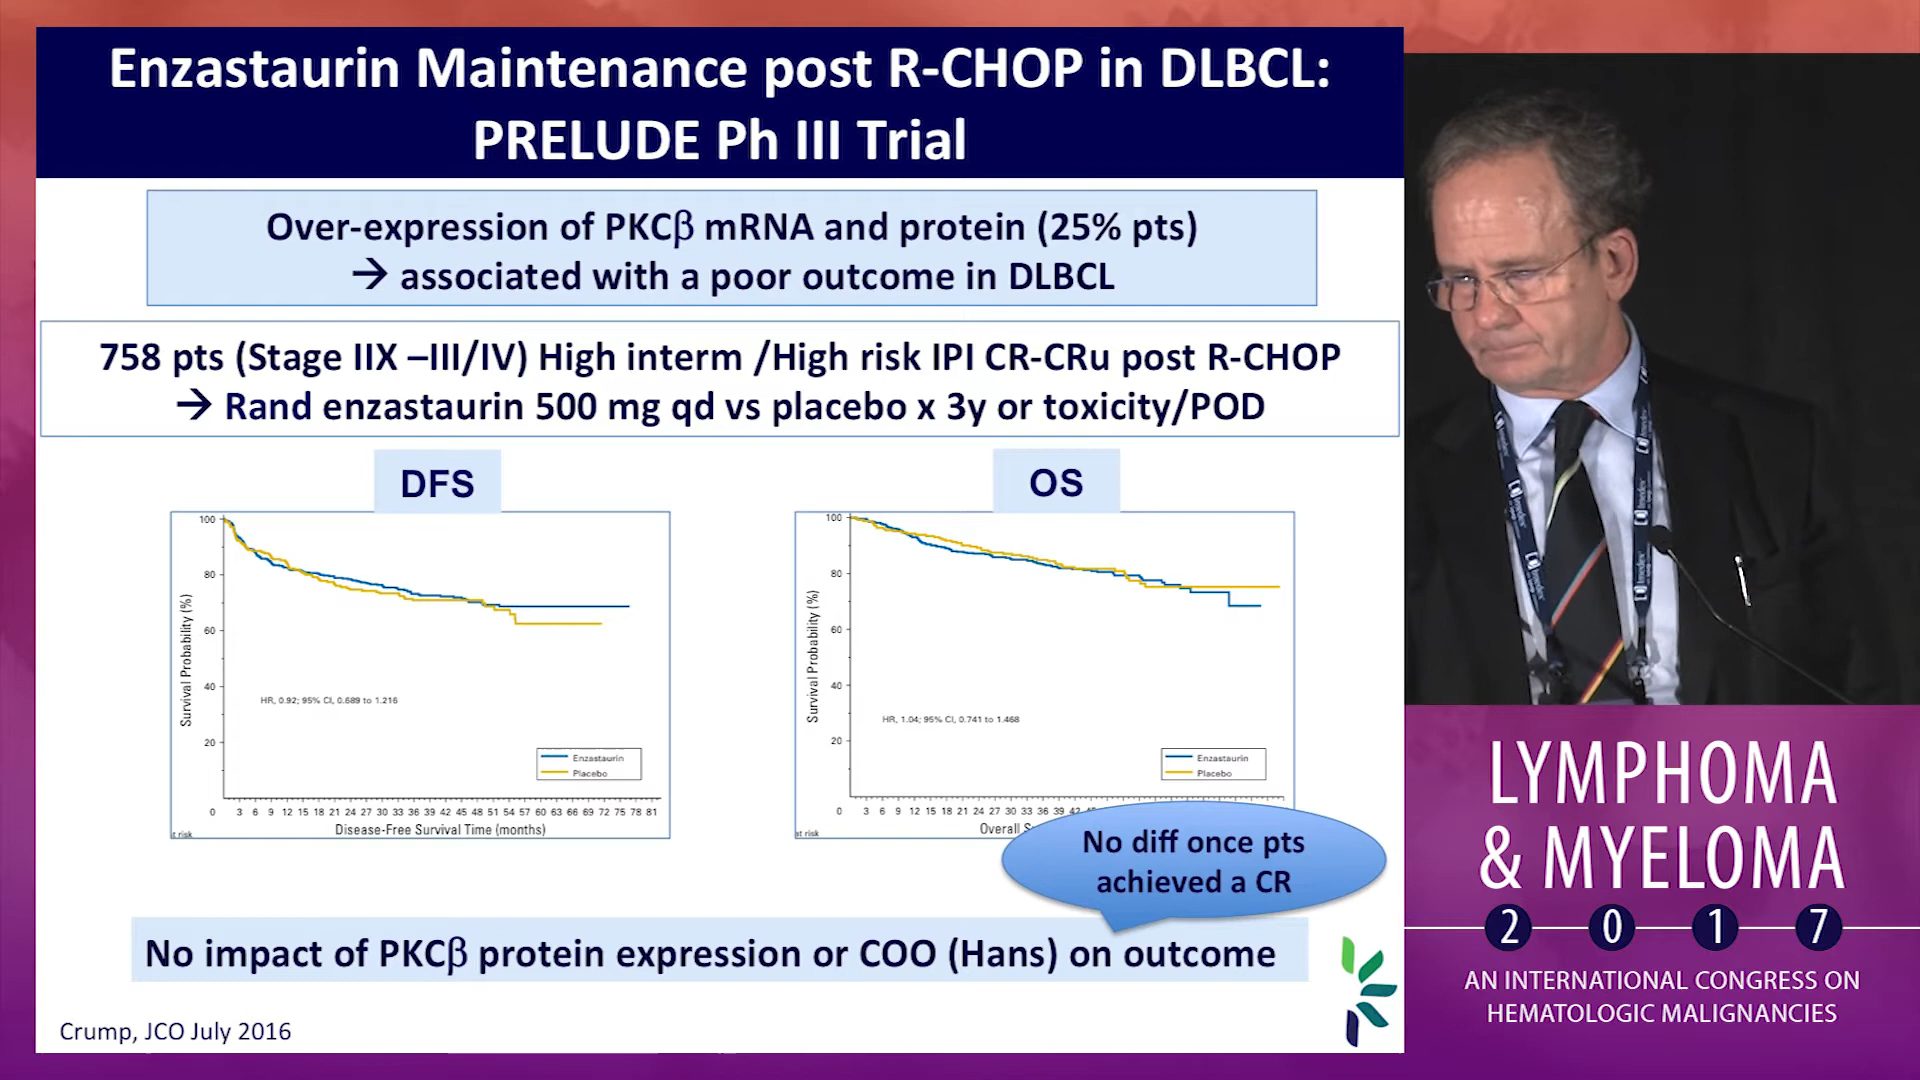 Enzastaurin Maintenance post R-CHOP in DLBCL:
PRELUDE Ph III Trial
Over-expression of PKCβ mRNA and protein (25% pts)
→ associated with a poor outcome in DLBCL
758 pts (Stage IIX –III/IV) High interm /High risk IPI CR-CRu post R-CHOP
→ Rand enzastaurin 500 mg qd vs placebo x 3y or toxicity/POD
DFS
100
80
60
40
20
Survival Probability (%)
HR, 0.92; 95% CI, 0.689 to 1.216
Enzastaurin
Placebo
0 3 6 9 12 15 18 21 24 27 30 33 36 39 42 45 48 51 54 57 60 63 66 69 72 75 78 81
Disease-Free Survival Time (months)
t risk
OS
100
80
60
40
20
Survival Probability (%)
HR, 1.04; 95% CI, 0.741 to 1.468
Enzastaurin
Placebo
0 3 6 9 12 15 18 21 24 27 30 33 36 39 42
Overall S
st risk
No diff once pts
achieved a CR
No impact of PKCβ protein expression or COO (Hans) on outcome
Crump, JCO July 2016
LYMPHOMA
& MYELOMA
2 0 1 7
AN INTERNATIONAL CONGRESS ON
HEMATOLOGIC MALIGNANCIES